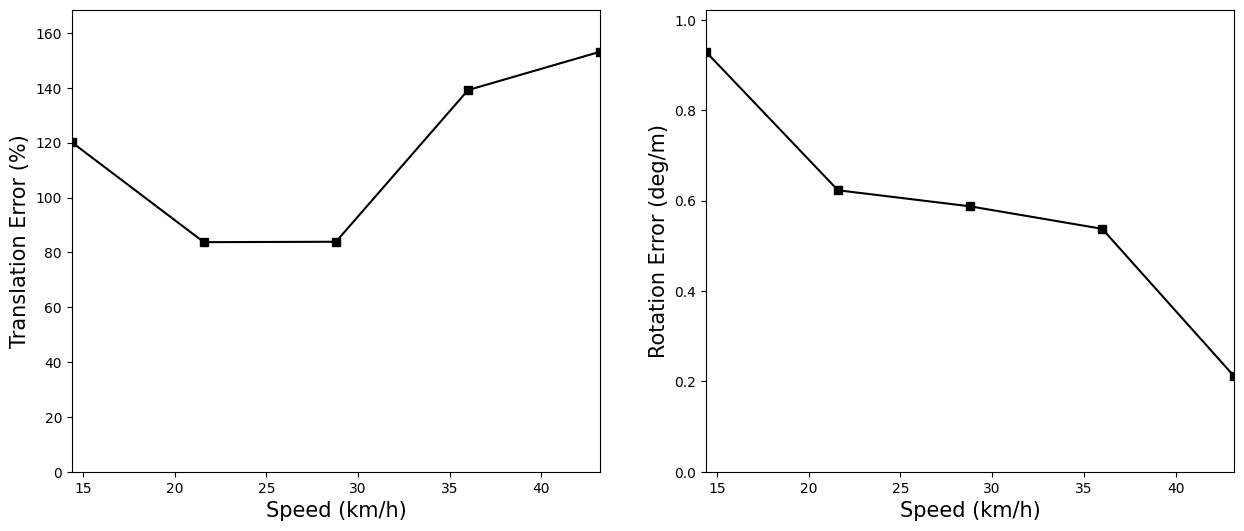 160
140
120
100
80
60
40
20
0
Translation Error (%)
15 20 25 30 35 40
Speed (km/h)
1.0
0.8
0.6
0.4
0.2
0.0
Rotation Error (deg/m)
15 20 25 30 35 40
Speed (km/h)